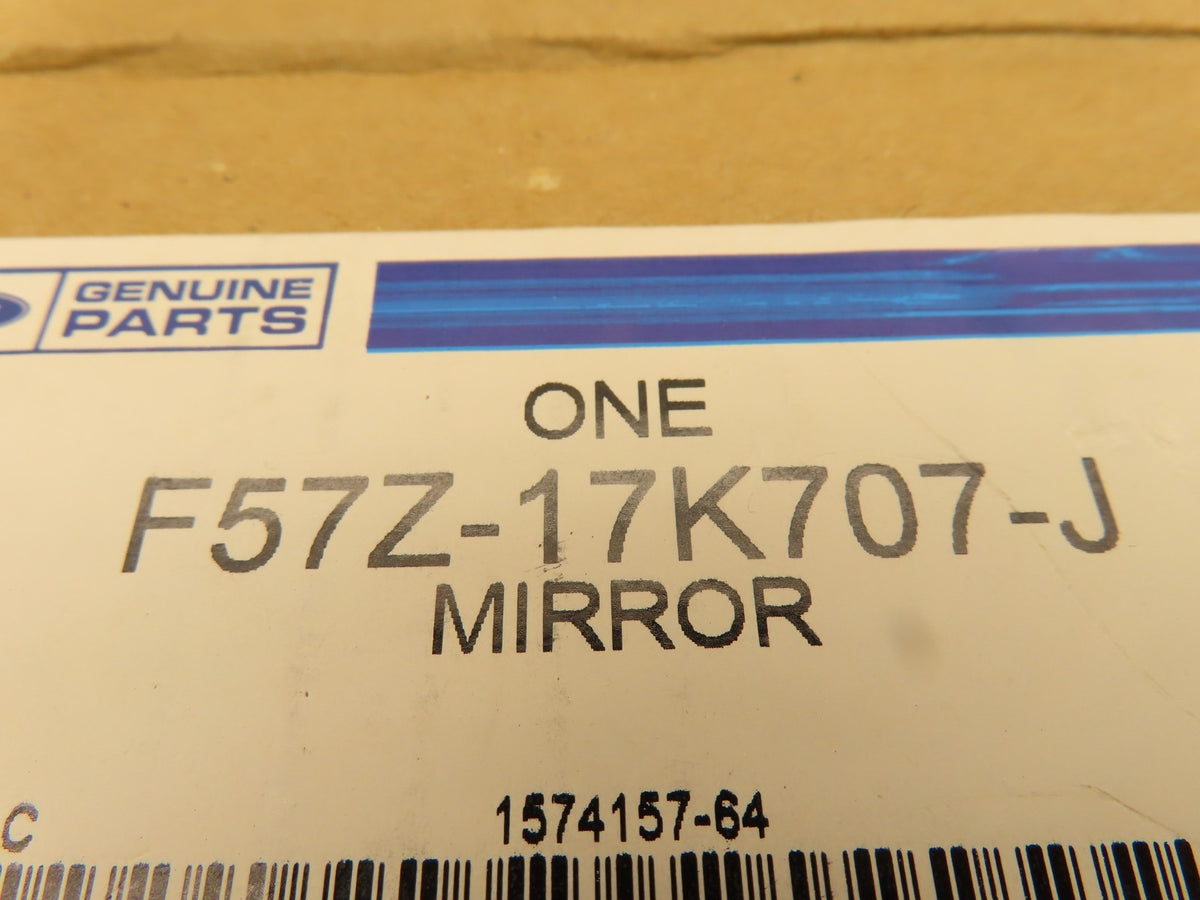 GENUINE
PARTS
ONE
F57Z-17K707-J
MIRROR
C
1574157-64